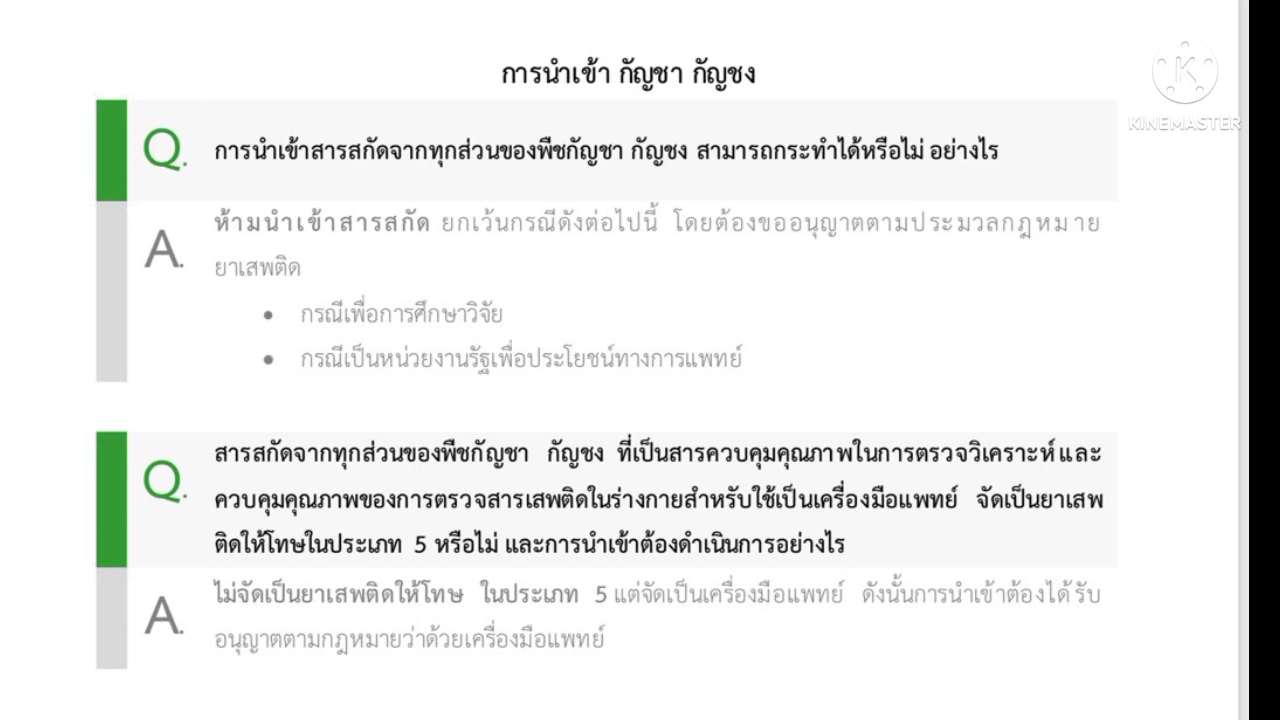 การนำเข้า กัญชา กัญชง
KINEMASTER
Q. การนำเข้าสารสกัดจากทุกส่วนของพืชกัญชา กัญชง สามารถกระทำได้หรือไม่ อย่างไร
A. ห้ามนำเข้าสารสกัด ยกเว้นกรณีดังต่อไปนี้ โดยต้องขออนุญาตตามประมวลกฎหมาย
ยาเสพติด
• กรณีเพื่อการศึกษาวิจัย
• กรณีเป็นหน่วยงานรัฐเพื่อประโยชน์ทางการแพทย์
Q. สารสกัดจากทุกส่วนของพืชกัญชา กัญชง ที่เป็นสารควบคุมคุณภาพในการตรวจวิเคราะห์และ
ควบคุมคุณภาพของการตรวจสารเสพติดในร่างกายสำหรับใช้เป็นเครื่องมือแพทย์ จัดเป็นยาเสพ
ติดให้โทษในประเภท 5 หรือไม่ และการนำเข้าต้องดำเนินการอย่างไร
A. ไม่จัดเป็นยาเสพติดให้โทษ ในประเภท 5 แต่จัดเป็นเครื่องมือแพทย์ ดังนั้นการนำเข้าต้องได้รับ
อนุญาตตามกฎหมายว่าด้วยเครื่องมือแพทย์